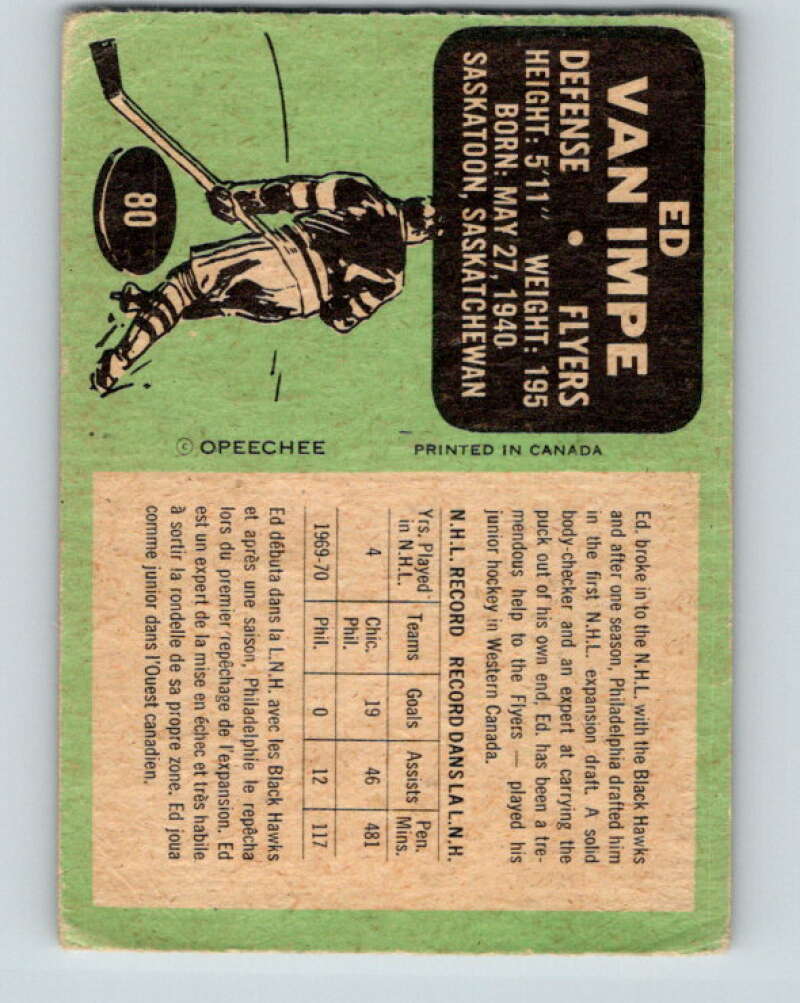 ED
VAN IMPE
DEFENSE • FLYERS
HEIGHT: 5'11" WEIGHT: 195
BORN: MAY 27, 1940
SASKATOON, SASKATCHEWAN
80
© OPEECHEE
PRINTED IN CANADA
Ed. broke in to the N.H.L. with the Black Hawks
and after one season, Philadelphia drafted him
in the first N.H.L. expansion draft. A solid
body-checker and an expert at carrying the
puck out of his own end, Ed. has been a tre-
mendous help to the Flyers — played his
junior hockey in Western Canada.
N.H.L. RECORD RECORD DANS LA L.N.H.
Yrs. Played in N.H.L. Teams Goals Assists Pen. Mins.
4 Chic. Phil. 19 46 481
1969-70 Phil. 0 12 117
Ed débuta dans la L.N.H. avec les Black Hawks
et après une saison, Philadelphie le repêcha
lors du premier repêchage de l'expansion. Ed
est un expert de la mise en échec et très habile
à sortir la rondelle de sa propre zone. Ed joua
comme junior dans l'Ouest canadien.